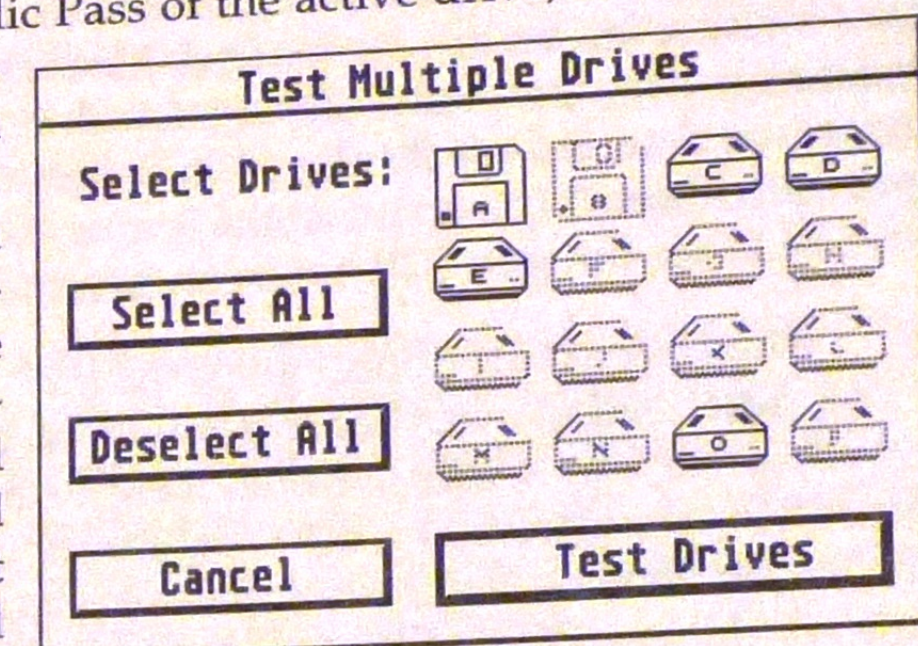 lic Pass of the active
Test Multiple Drives
Select Drives:
A B C D
E F G H
Select All
I J K L
Deselect All
M N O P
Cancel
Test Drives